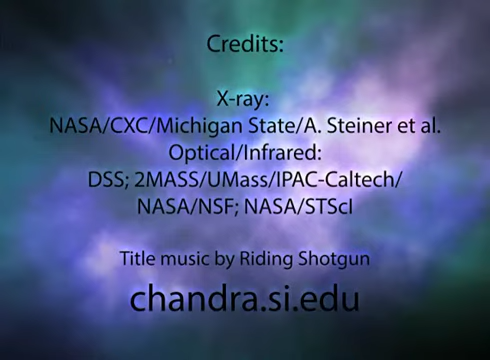 Credits:
X-ray:
NASA/CXC/Michigan State/A. Steiner et al.
Optical/Infrared:
DSS; 2MASS/UMass/IPAC-Caltech/
NASA/NSF; NASA/STScI
Title music by Riding Shotgun
chandra.si.edu